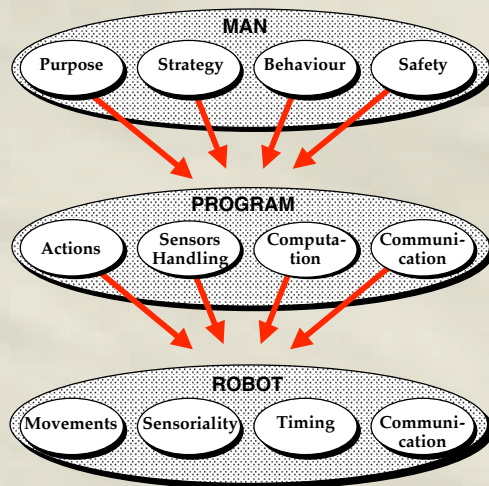 MAN
Purpose Strategy Behaviour Safety
PROGRAM
Actions Sensors Handling Computa- tion Communi- cation
ROBOT
Movements Sensoriality Timing Communi- cation